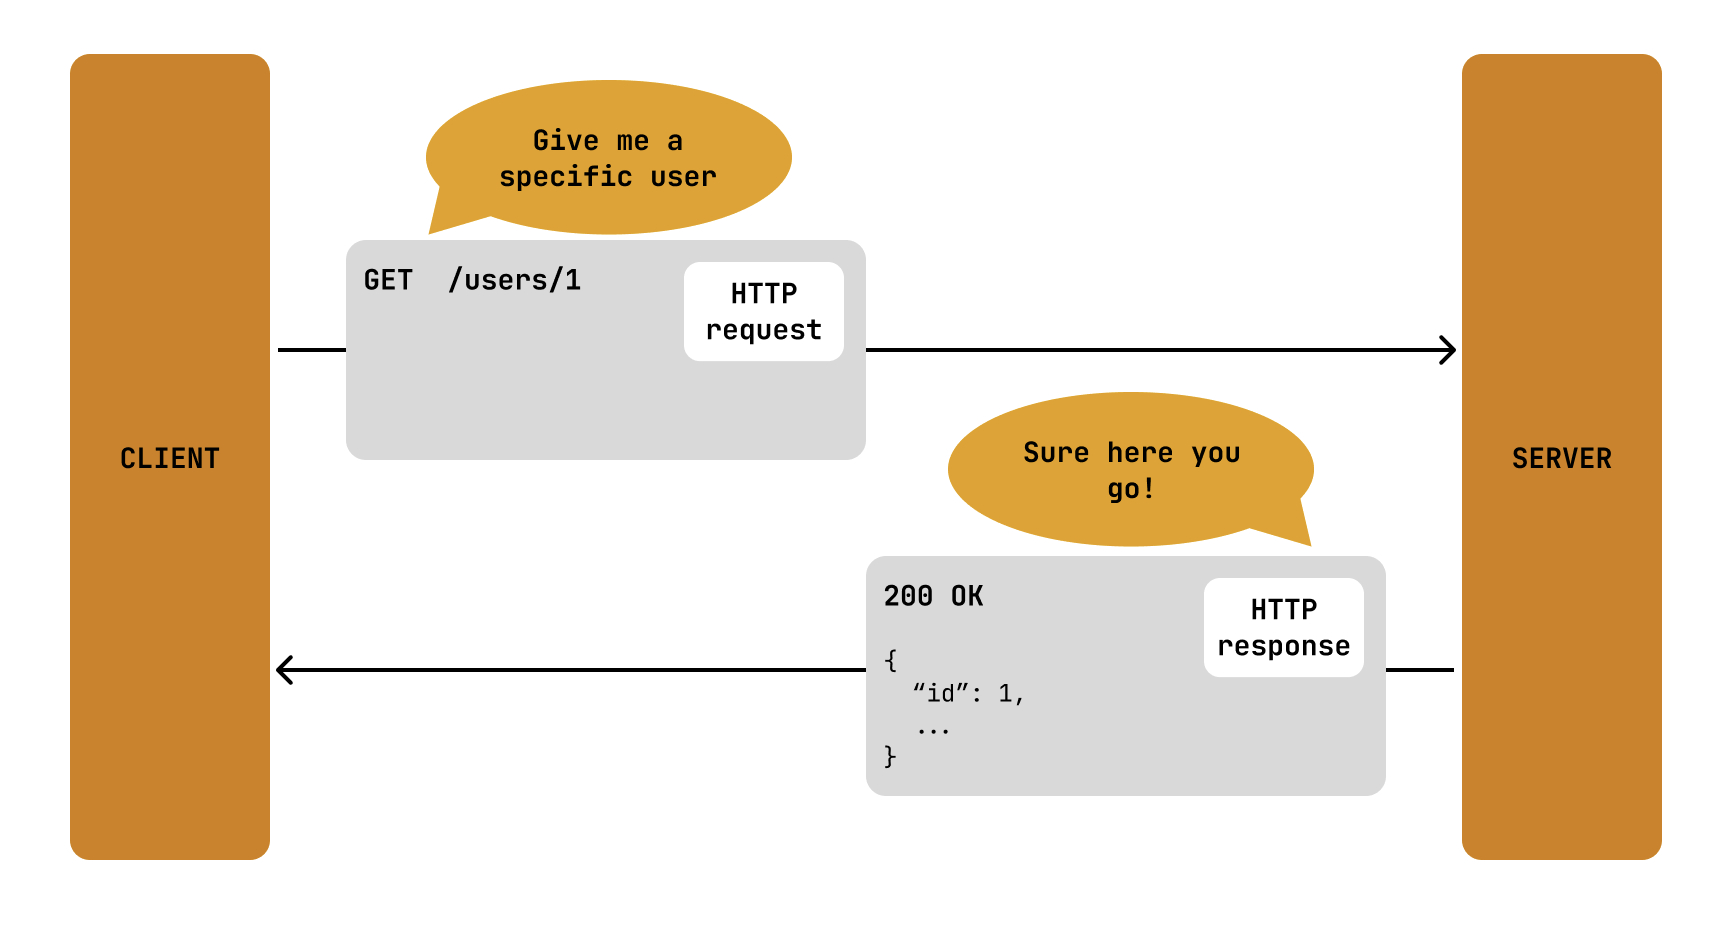 Give me a
specific user
GET  /users/1
HTTP
request
CLIENT
SERVER
Sure here you
go!
200 OK
HTTP
response
{
  “id”: 1,
  ...
}